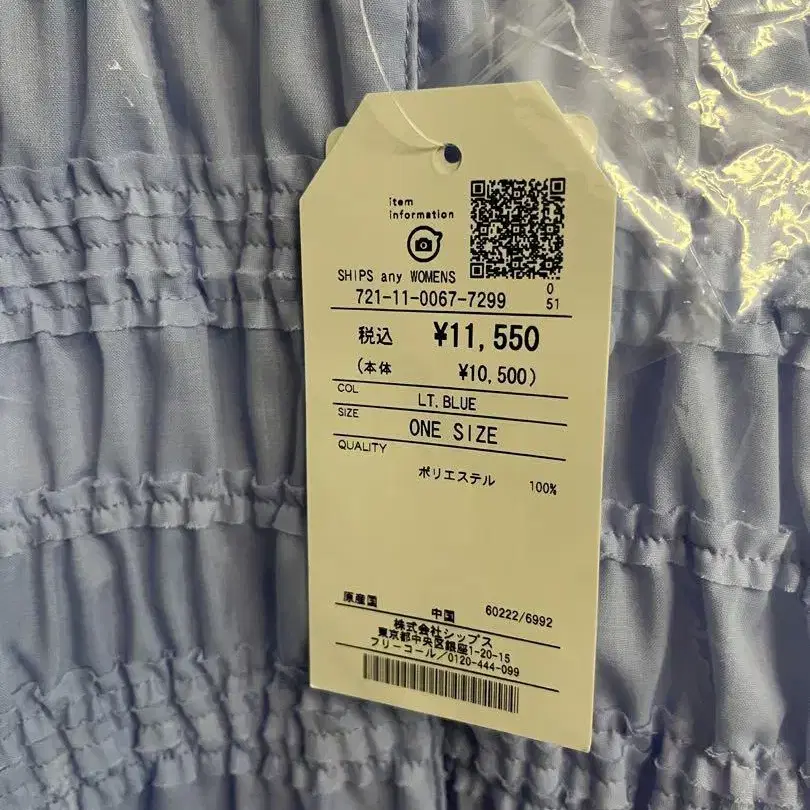 item
information
SHIPS any WOMENS
721-11-0067-7299
0
51
税込 ¥11,550
(本体 ¥10,500)
COL
LT.BLUE
SIZE
ONE SIZE
QUALITY
ポリエステル 100%
原産国 中国 60222/6992
株式会社シップス
東京都中央区銀座1-20-15
フリーコール/0120-444-099